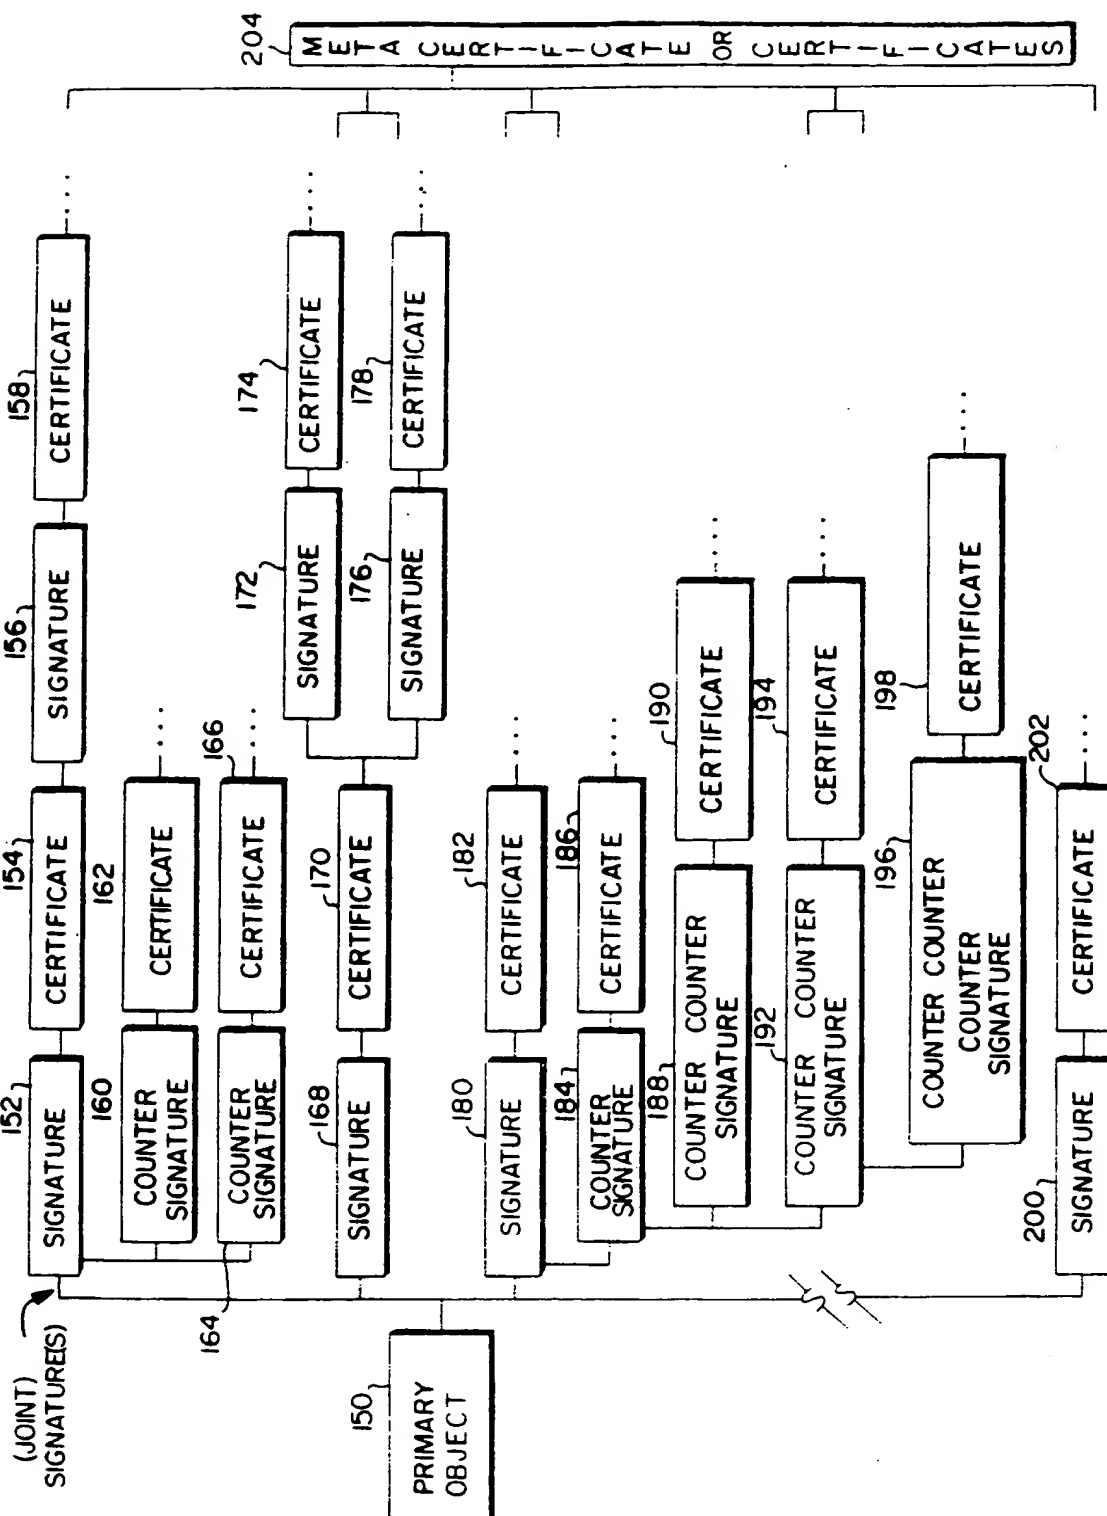 (JOINT)
SIGNATURE(S)
152
SIGNATURE
154
CERTIFICATE
156
SIGNATURE
158
CERTIFICATE
....
160
COUNTER
SIGNATURE
162
CERTIFICATE
....
164
COUNTER
SIGNATURE
166
CERTIFICATE
....
168
SIGNATURE
170
CERTIFICATE
172
SIGNATURE
174
CERTIFICATE
....
176
SIGNATURE
178
CERTIFICATE
....
150
PRIMARY
OBJECT
180
SIGNATURE
182
CERTIFICATE
....
184
COUNTER
SIGNATURE
186
CERTIFICATE
....
188
COUNTER COUNTER
SIGNATURE
190
CERTIFICATE
....
192
COUNTER COUNTER
SIGNATURE
194
CERTIFICATE
....
196
COUNTER COUNTER
COUNTER
SIGNATURE
198
CERTIFICATE
....
200
SIGNATURE
202
CERTIFICATE
....
204
META CERTIFICATE OR CERTIFICATES